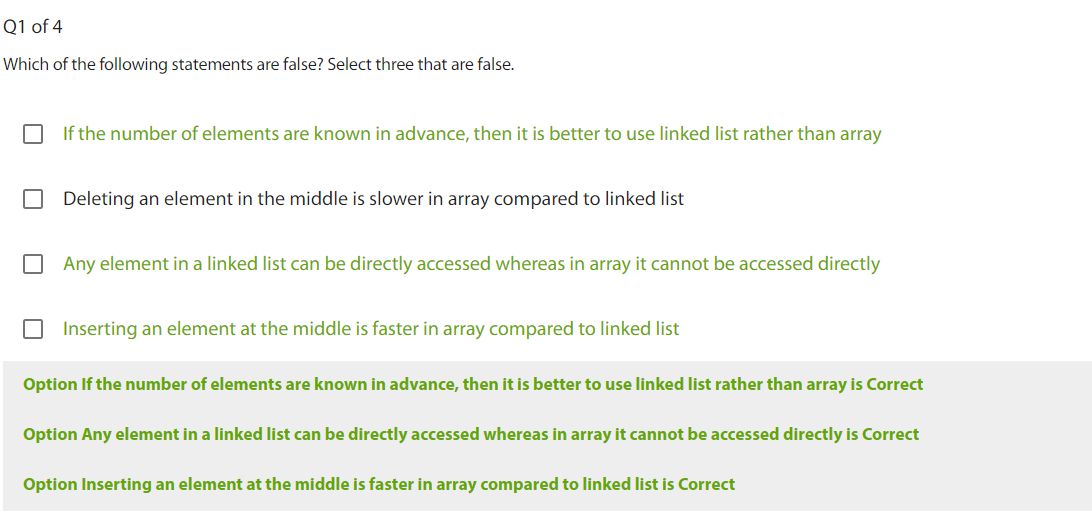 Q1 of 4
Which of the following statements are false? Select three that are false.
If the number of elements are known in advance, then it is better to use linked list rather than array
Deleting an element in the middle is slower in array compared to linked list
Any element in a linked list can be directly accessed whereas in array it cannot be accessed directly
Inserting an element at the middle is faster in array compared to linked list
Option If the number of elements are known in advance, then it is better to use linked list rather than array is Correct
Option Any element in a linked list can be directly accessed whereas in array it cannot be accessed directly is Correct
Option Inserting an element at the middle is faster in array compared to linked list is Correct